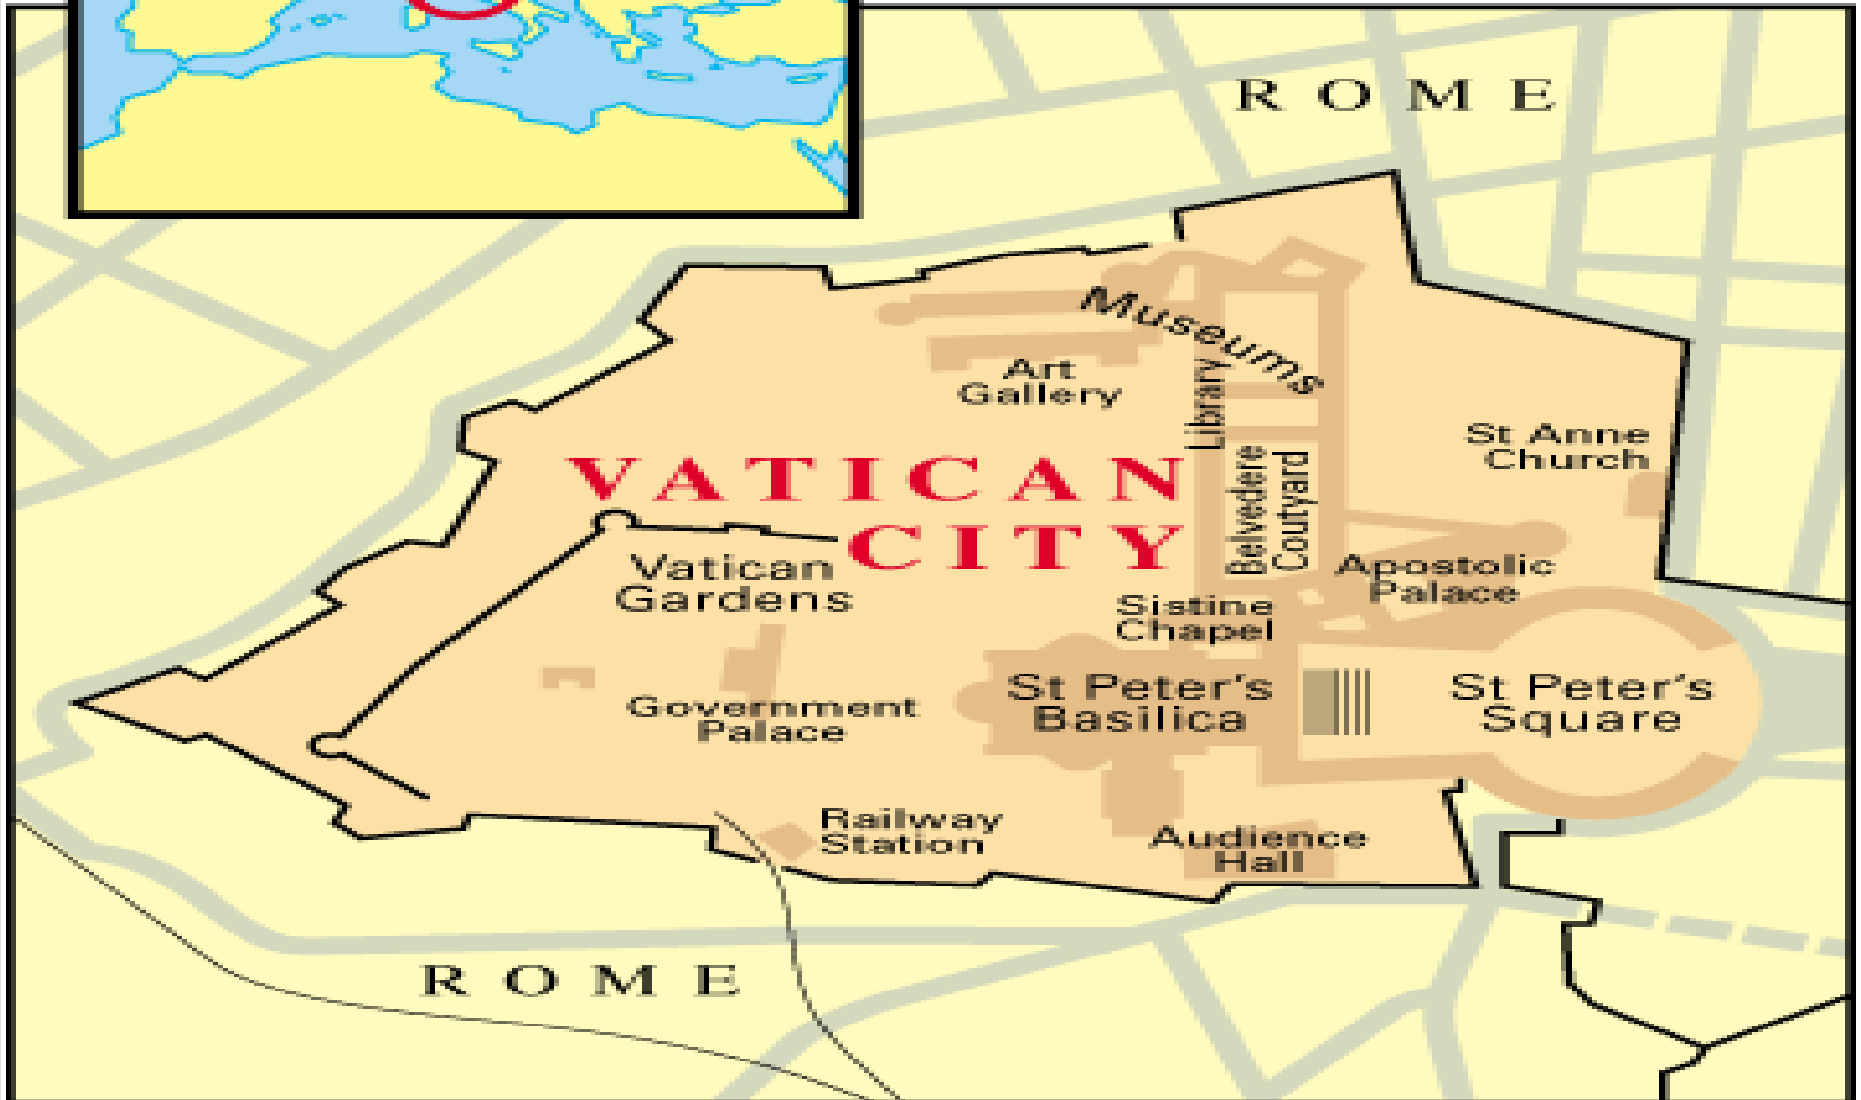 ROME
Museums
Art
Gallery
Library
St Anne
Church
VATICAN
CITY
Belvedere
Coutyard
Vatican
Gardens
Apostolic
Palace
Sistine
Chapel
St Peter's
Basilica
St Peter's
Square
Government
Palace
Railway
Station
Audience
Hall
ROME